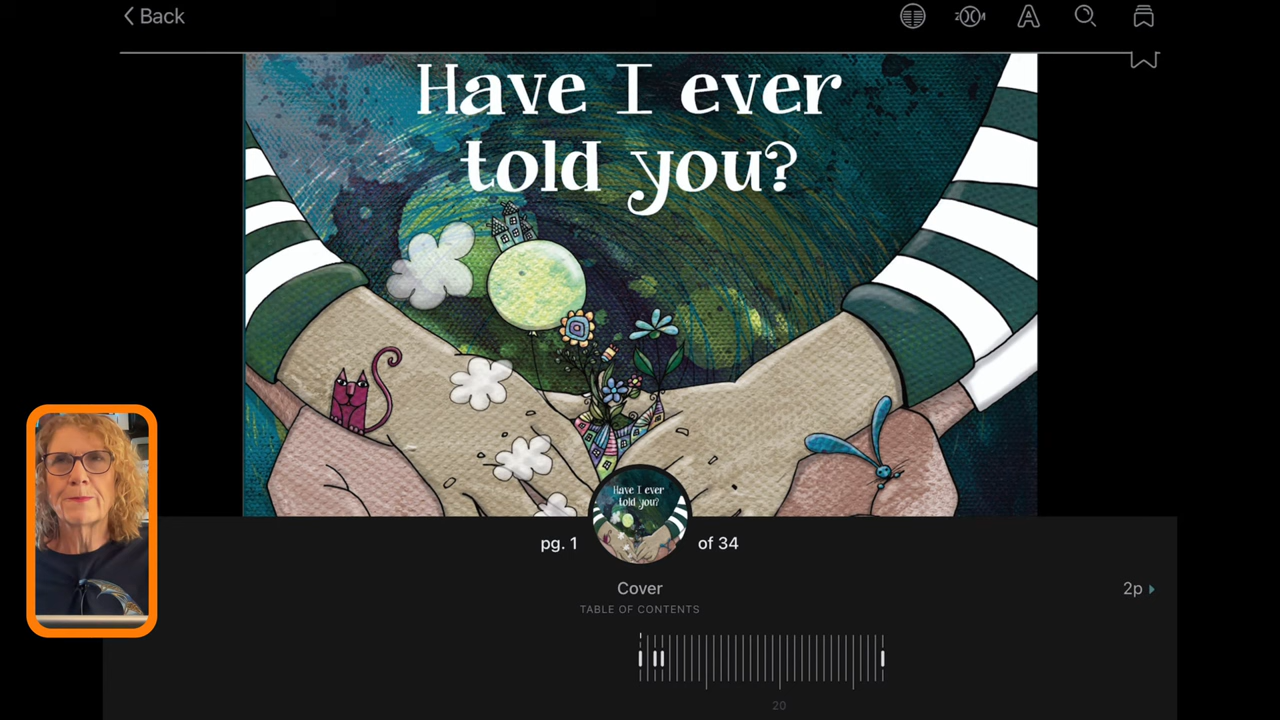 Back
Have I ever
told you?
Have I ever
told you?
pg. 1
of 34
Cover
2p
TABLE OF CONTENTS
20